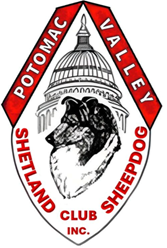 POTOMAC VALLEY
SHETLAND SHEEPDOG
CLUB
INC.